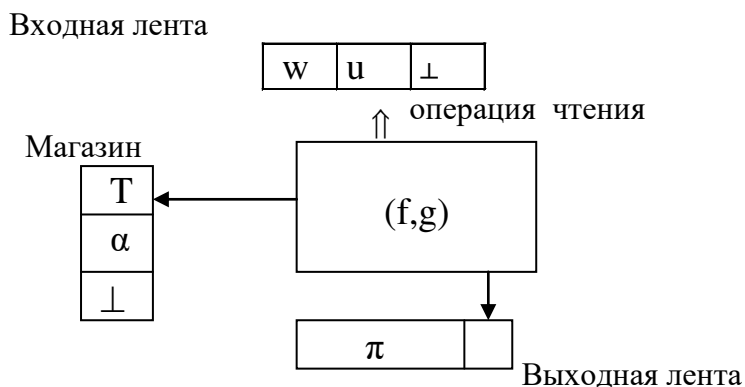 Входная лента
w u ⊥
⇑ операция чтения
Магазин
T
(f,g)
α
⊥
π
Выходная лента